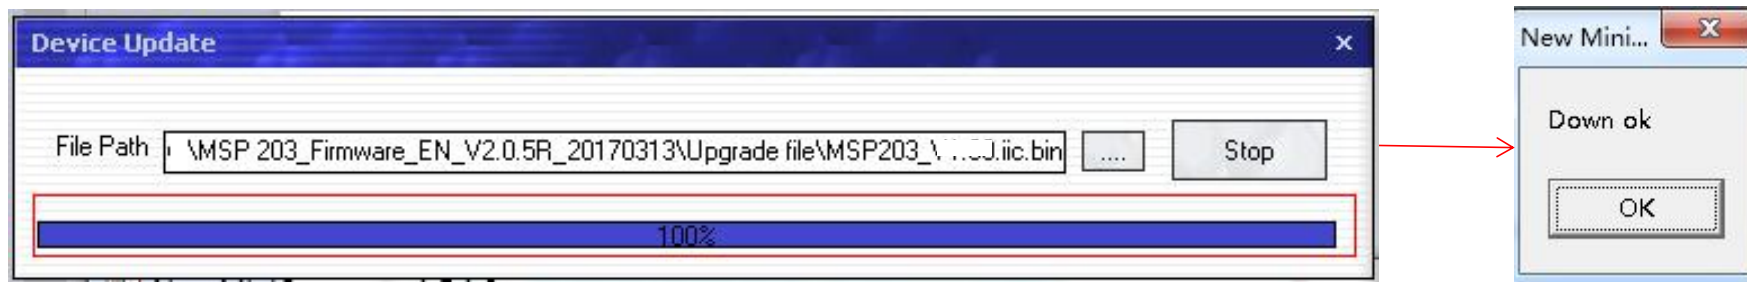 Device Update
x
File Path \MSP 203_Firmware_EN_V2.0.5R_20170313\Upgrade file\MSP203_ .iic.bin .... Stop
100%
New Mini...
x
Down ok
OK